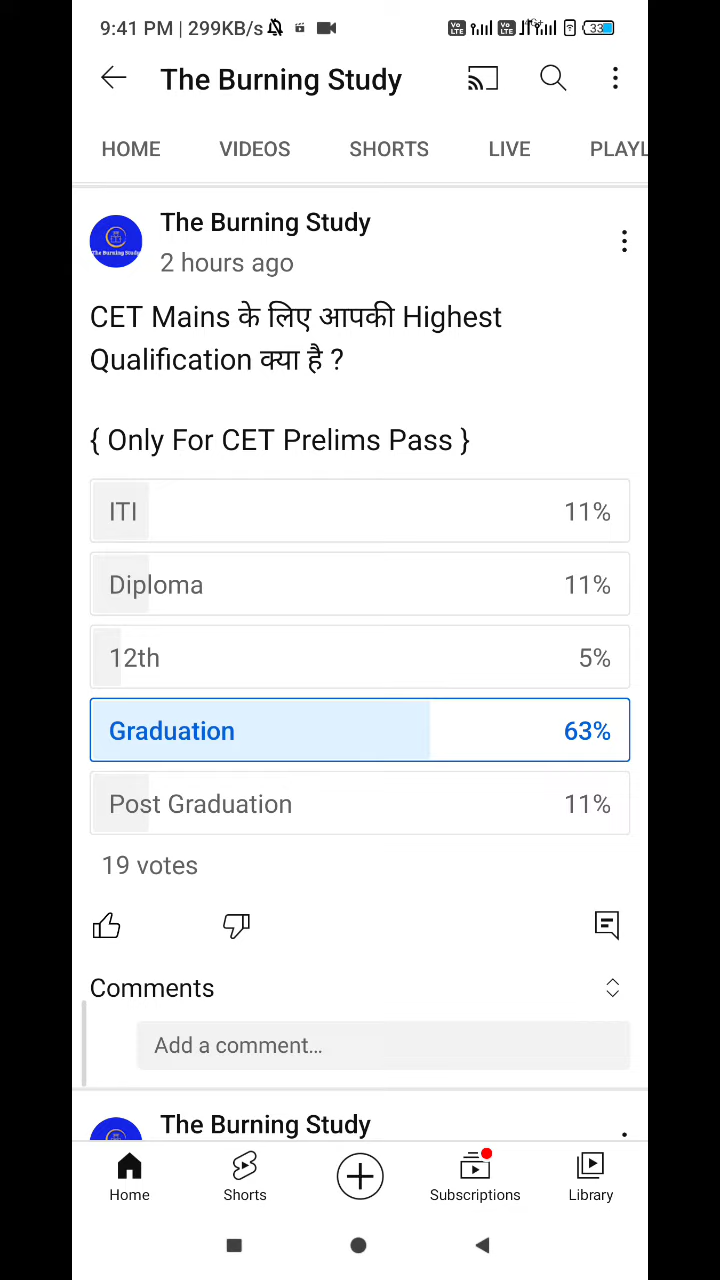 9:41 PM | 299KB/s
33
The Burning Study
HOME VIDEOS SHORTS LIVE PLAYL
The Burning Study
2 hours ago
CET Mains के लिए आपकी Highest
Qualification क्या है ?
{ Only For CET Prelims Pass }
ITI 11%
Diploma 11%
12th 5%
Graduation 63%
Post Graduation 11%
19 votes
Comments
Add a comment...
The Burning Study
Home Shorts Subscriptions Library